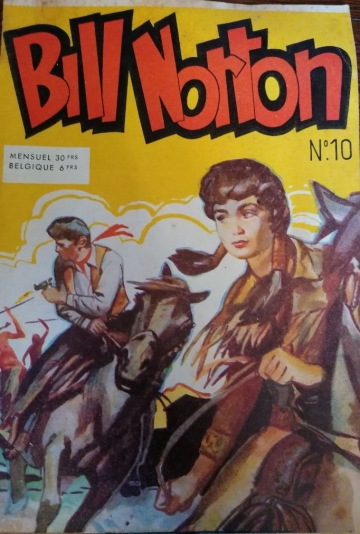 Bill Norton
N°10
MENSUEL 30 FRS
BELGIQUE 6 FRS